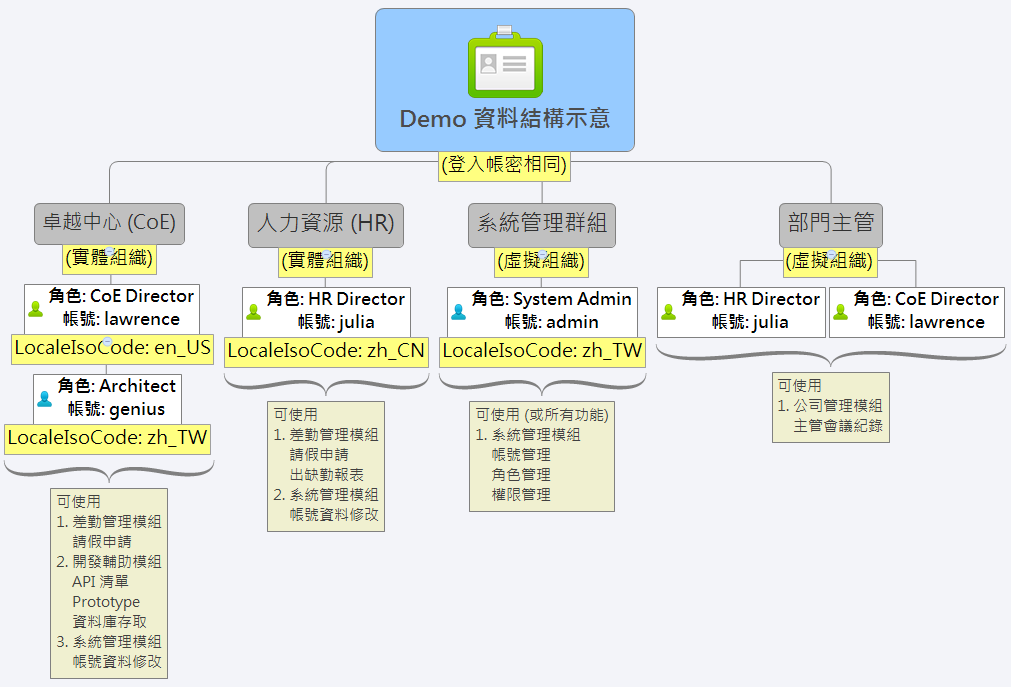 Demo 資料結構示意
(登入帳密相同)
卓越中心 (CoE)
(實體組織)
角色: CoE Director
帳號: lawrence
LocaleIsoCode: en_US
角色: Architect
帳號: genius
LocaleIsoCode: zh_TW
可使用
1. 差勤管理模組
請假申請
2. 開發輔助模組
API 清單
Prototype
資料庫存取
3. 系統管理模組
帳號資料修改
人力資源 (HR)
(實體組織)
角色: HR Director
帳號: julia
LocaleIsoCode: zh_CN
可使用
1. 差勤管理模組
請假申請
出缺勤報表
2. 系統管理模組
帳號資料修改
系統管理群組
(虛擬組織)
角色: System Admin
帳號: admin
LocaleIsoCode: zh_TW
可使用 (或所有功能)
1. 系統管理模組
帳號管理
角色管理
權限管理
部門主管
(虛擬組織)
角色: HR Director
帳號: julia
角色: CoE Director
帳號: lawrence
可使用
1. 公司管理模組
主管會議紀錄